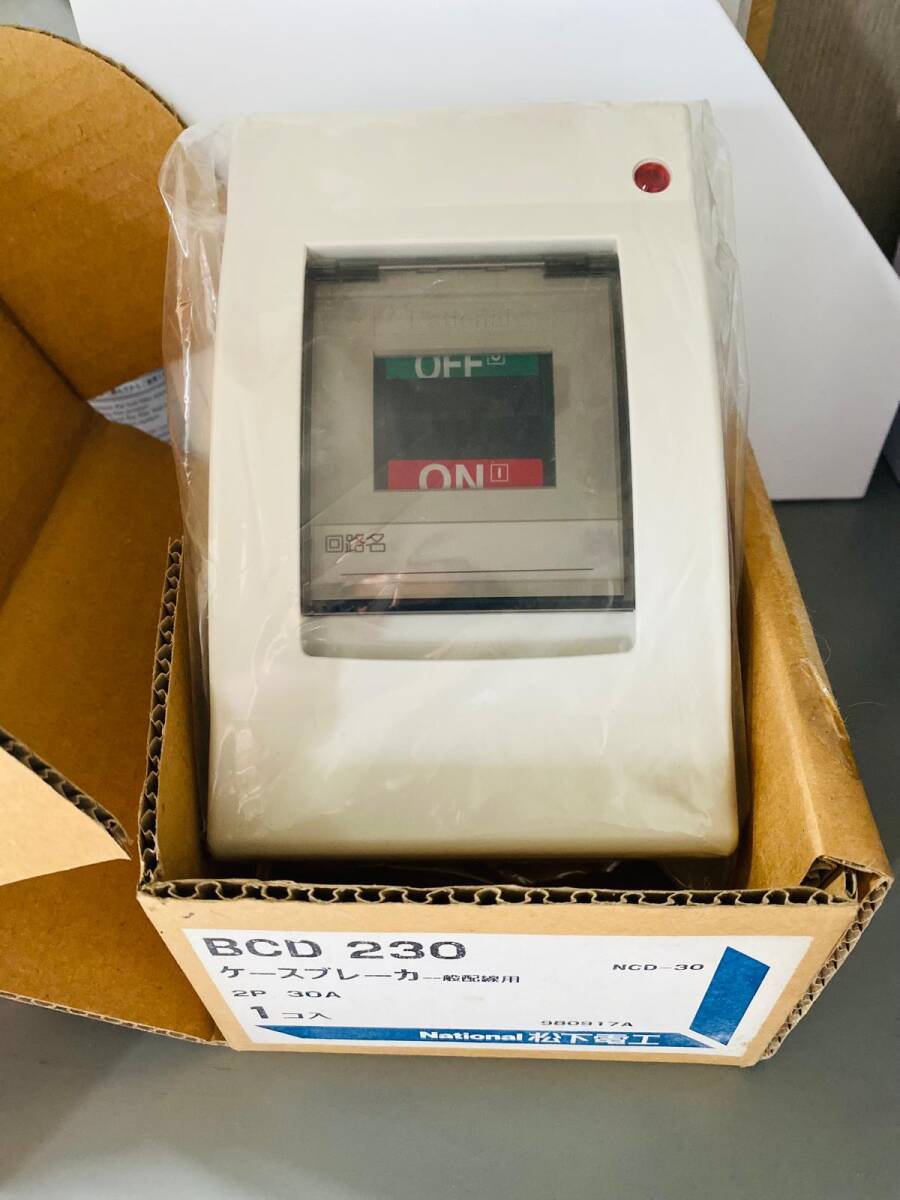 National
OFF
ON
回路名
BCD 230
ケースブレーカ一般配線用
NCD-30
2P 30A
1コ入
980917A
National 松下電工